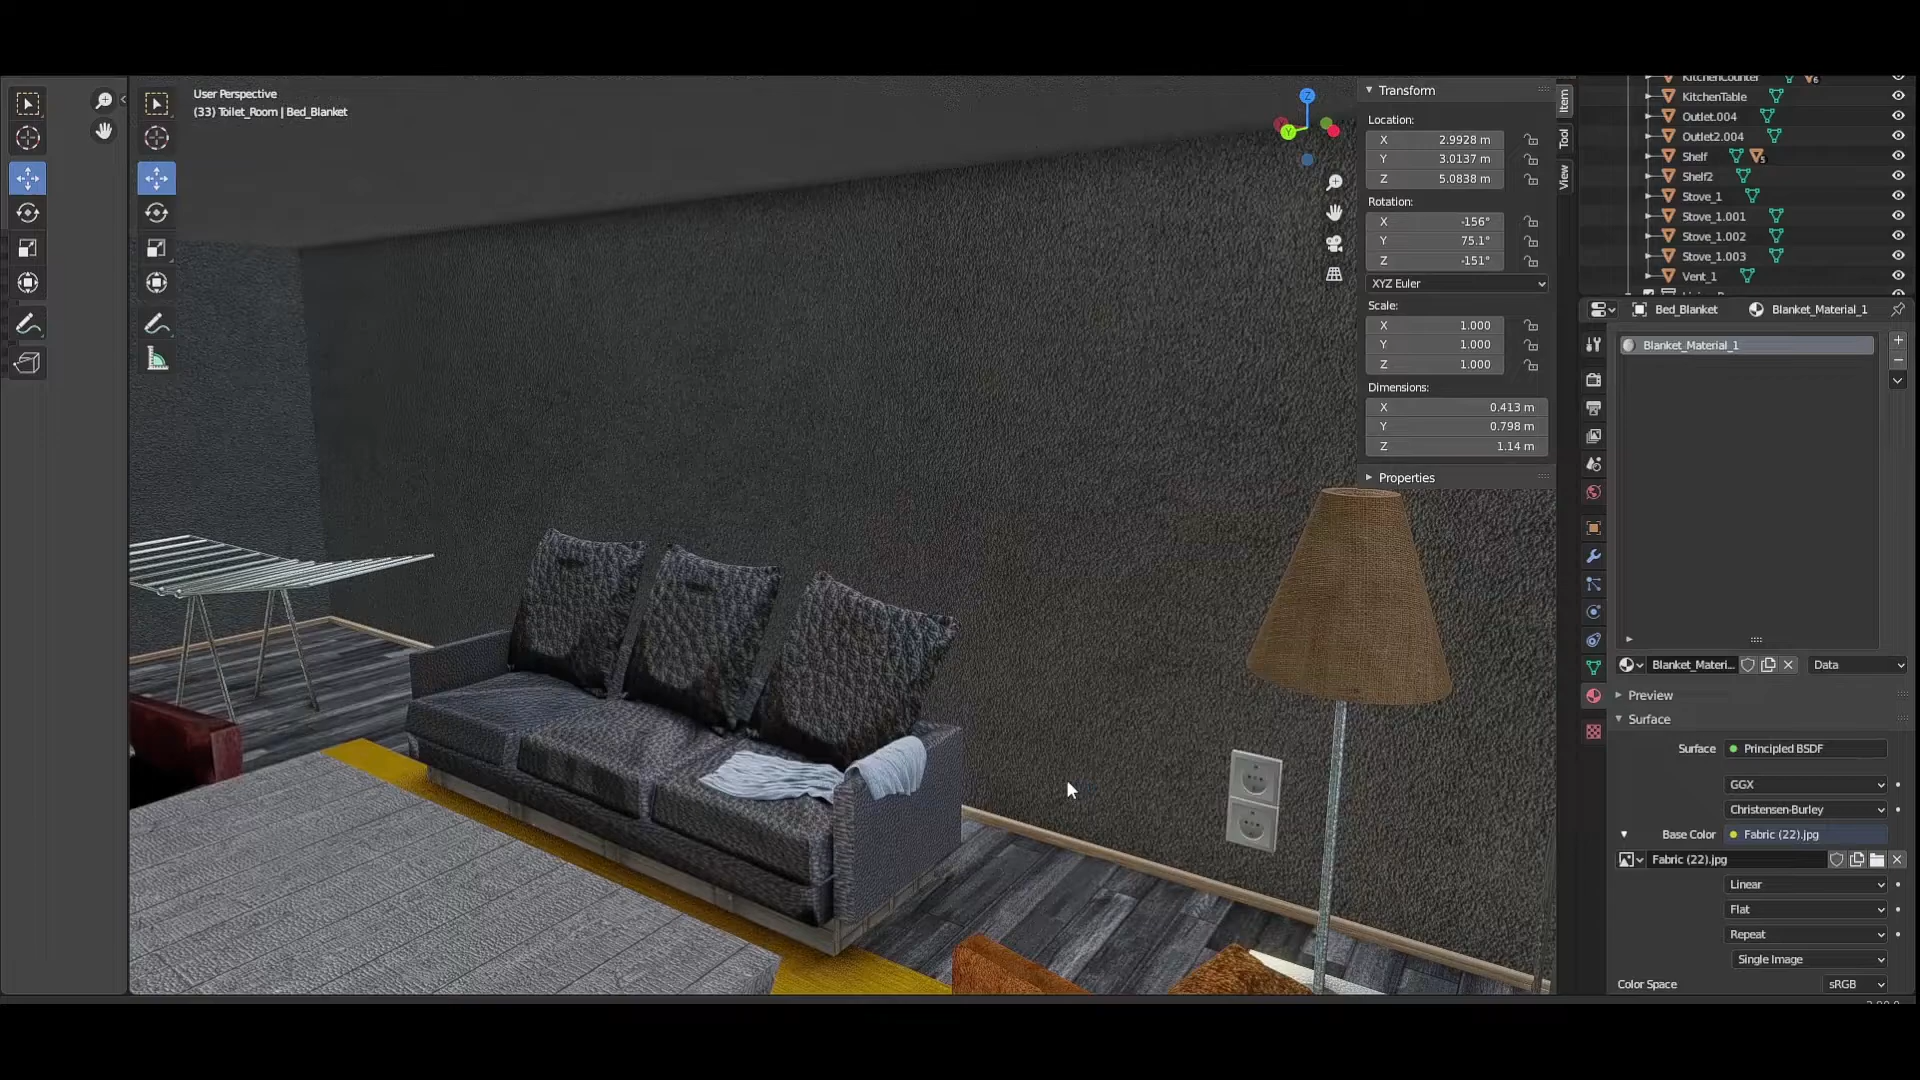 User Perspective
(33) Toilet_Room | Bed_Blanket
Z
Y
Transform
Location:
X 2.9928 m
Y 3.0137 m
Z 5.0838 m
Rotation:
X -156°
Y 75.1°
Z -151°
XYZ Euler
Scale:
X 1.000
Y 1.000
Z 1.000
Dimensions:
X 0.413 m
Y 0.798 m
Z 1.14 m
Properties
Item
Tool
View
KitchenCounter 6
KitchenTable
Outlet.004
Outlet2.004
Shelf 5
Shelf2
Stove_1
Stove_1.001
Stove_1.002
Stove_1.003
Vent_1
Bed_Blanket Blanket_Material_1
Blanket_Material_1
Blanket_Materi... Data
Preview
Surface
Surface Principled BSDF
GGX
Christensen-Burley
Base Color Fabric (22).jpg
Fabric (22).jpg
Linear
Flat
Repeat
Single Image
Color Space sRGB